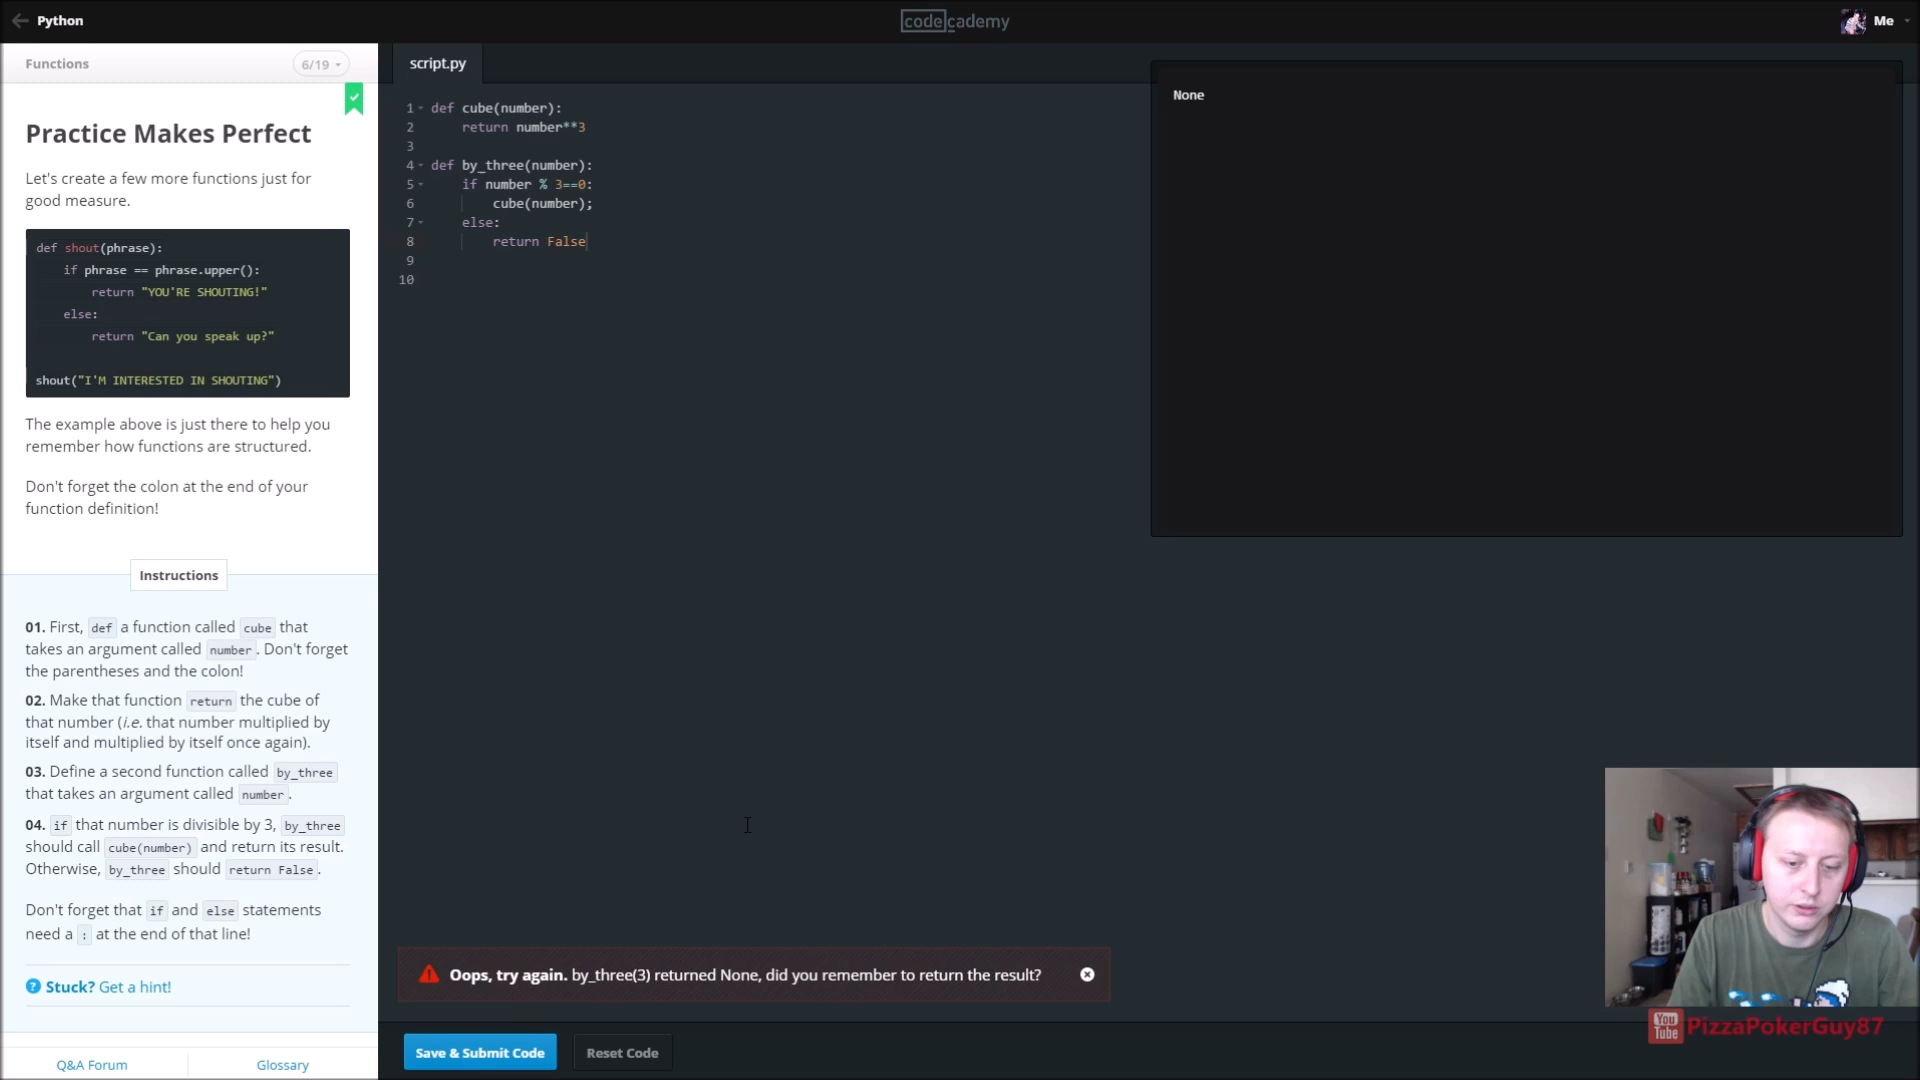 Python
codecademy
Me
Functions
6/19
script.py
Practice Makes Perfect
Let's create a few more functions just for
good measure.
def shout(phrase):
    if phrase == phrase.upper():
        return "YOU'RE SHOUTING!"
    else:
        return "Can you speak up?"
shout("I'M INTERESTED IN SHOUTING")
The example above is just there to help you
remember how functions are structured.
Don't forget the colon at the end of your
function definition!
Instructions
01. First, def a function called cube that
takes an argument called number. Don't forget
the parentheses and the colon!
02. Make that function return the cube of
that number (i.e. that number multiplied by
itself and multiplied by itself once again).
03. Define a second function called by_three
that takes an argument called number.
04. if that number is divisible by 3, by_three
should call cube(number) and return its result.
Otherwise, by_three should return False.
Don't forget that if and else statements
need a : at the end of that line!
? Stuck? Get a hint!
Q&A Forum
Glossary
1 def cube(number):
2     return number**3
3
4 def by_three(number):
5     if number % 3==0:
6         cube(number);
7     else:
8         return False
9
10
None
Oops, try again. by_three(3) returned None, did you remember to return the result?
Save & Submit Code
Reset Code
You Tube PizzaPokerGuy87